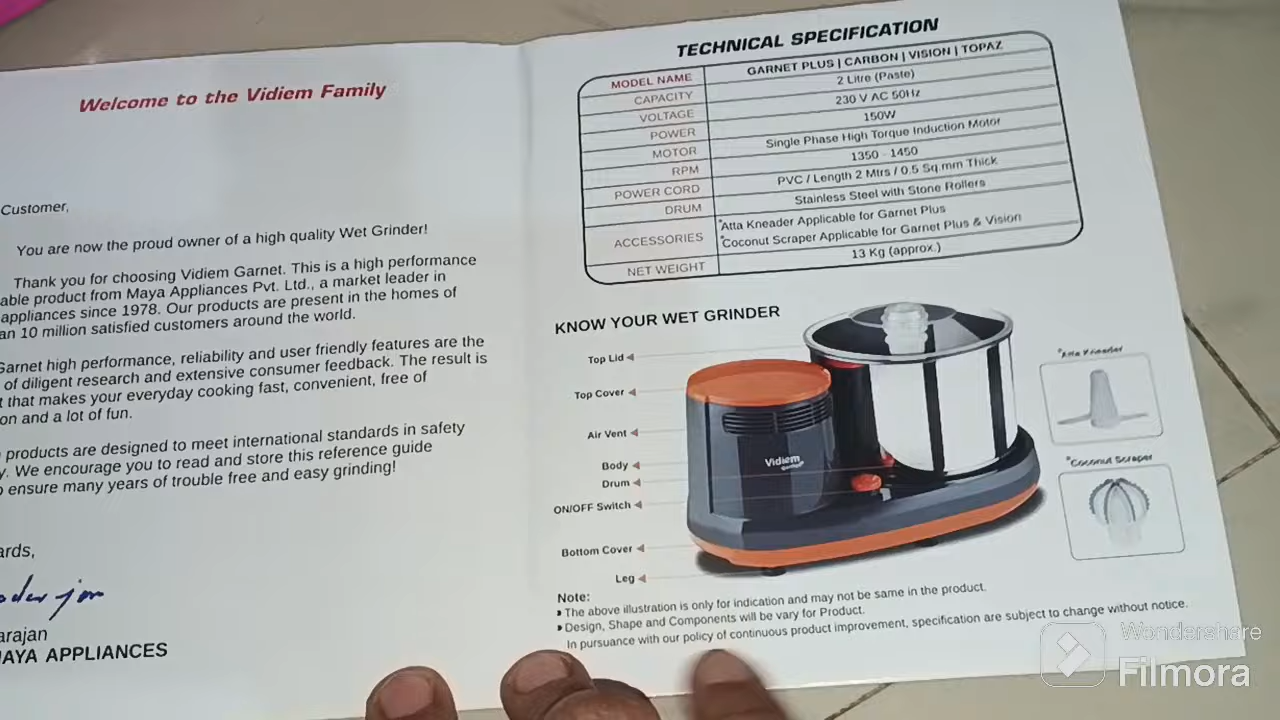 Welcome to the Vidiem Family
Customer,
You are now the proud owner of a high quality Wet Grinder!
Thank you for choosing Vidiem Garnet. This is a high performance
able product from Maya Appliances Pvt. Ltd., a market leader in
appliances since 1978. Our products are present in the homes of
an 10 million satisfied customers around the world.
Garnet high performance, reliability and user friendly features are the
of diligent research and extensive consumer feedback. The result is
t that makes your everyday cooking fast, convenient, free of
on and a lot of fun.
products are designed to meet international standards in safety
y. We encourage you to read and store this reference guide
o ensure many years of trouble free and easy grinding!
ards,
arajan
MAYA APPLIANCES
TECHNICAL SPECIFICATION
MODEL NAME GARNET PLUS | CARBON | VISION | TOPAZ
CAPACITY 2 Litre (Paste)
VOLTAGE 230 V AC 50Hz
POWER 150W
MOTOR Single Phase High Torque Induction Motor
RPM 1350 - 1450
POWER CORD PVC / Length 2 Mtrs / 0.5 Sq.mm Thick
DRUM Stainless Steel with Stone Rollers
ACCESSORIES *Atta Kneader Applicable for Garnet Plus
*Coconut Scraper Applicable for Garnet Plus & Vision
NET WEIGHT 13 Kg (approx.)
KNOW YOUR WET GRINDER
Top Lid
Top Cover
Air Vent
Body
Drum
ON/OFF Switch
Bottom Cover
Leg
Vidiem
*Atta Kneader
*Coconut Scraper
Note:
The above illustration is only for indication and may not be same in the product.
Design, Shape and Components will be vary for Product.
In pursuance with our policy of continuous product improvement, specification are subject to change without notice.
Wondershare
Filmora